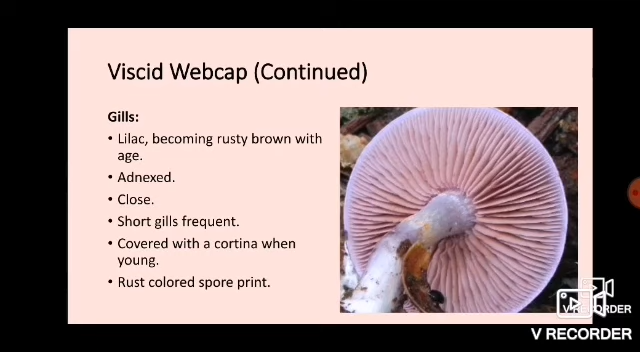 Viscid Webcap (Continued)
Gills:
• Lilac, becoming rusty brown with
age.
• Adnexed.
• Close.
• Short gills frequent.
• Covered with a cortina when
young.
• Rust colored spore print.
V RECORDER
V RECORDER